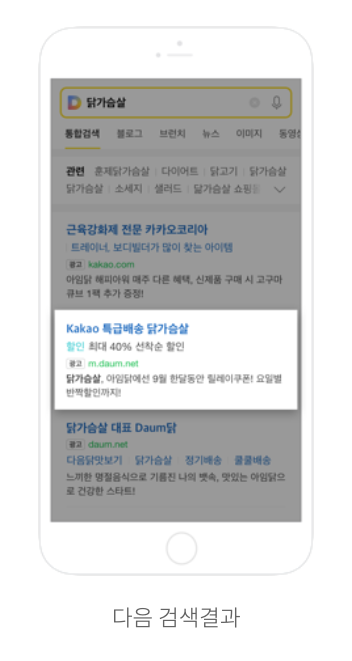 닭가슴살
통합검색 블로그 브런치 뉴스 이미지 동영상
관련 훈제닭가슴살 다이어트 닭고기 닭가슴살
닭가슴살 소세지 샐러드 닭가슴살 쇼핑몰
근육강화제 전문 카카오코리아
트레이너, 보디빌더가 많이 찾는 아이템
광고 kakao.com
아임닭 해피아워 매주 다른 혜택, 신제품 구매 시 고구마
큐브 1팩 추가 증정!
Kakao 특급배송 닭가슴살
할인 최대 40% 선착순 할인
광고 m.daum.net
닭가슴살, 아임닭에선 9월 한달동안 릴레이쿠폰! 요일별
반짝할인까지!
닭가슴살 대표 Daum닭
광고 daum.net
다음닭맛보기 닭가슴살 정기배송 쿨쿨배송
느끼한 명절음식으로 기름진 나의 뱃속, 맛있는 아임닭으
로 건강한 스타트!
다음 검색결과